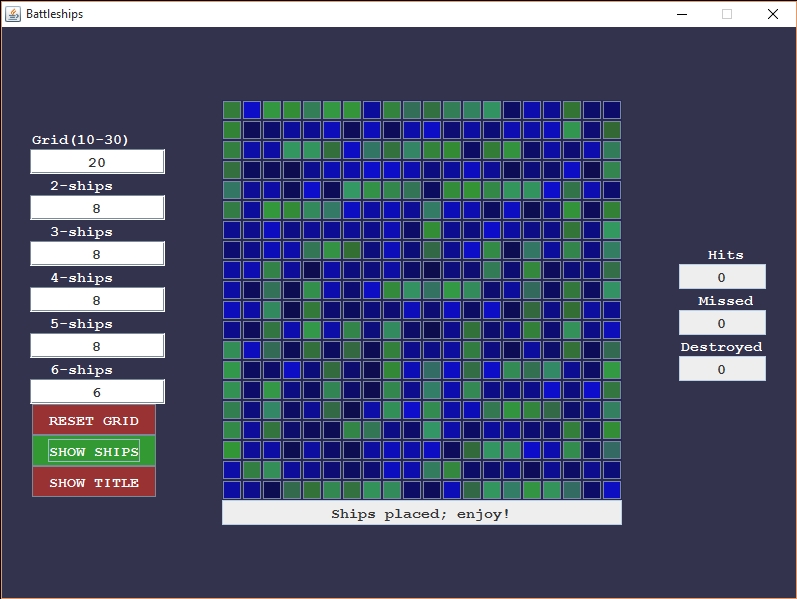 Battleships
Grid(10-30)
20
2-ships
8
3-ships
8
4-ships
8
5-ships
8
6-ships
6
RESET GRID
SHOW SHIPS
SHOW TITLE
Ships placed; enjoy!
Hits
0
Missed
0
Destroyed
0